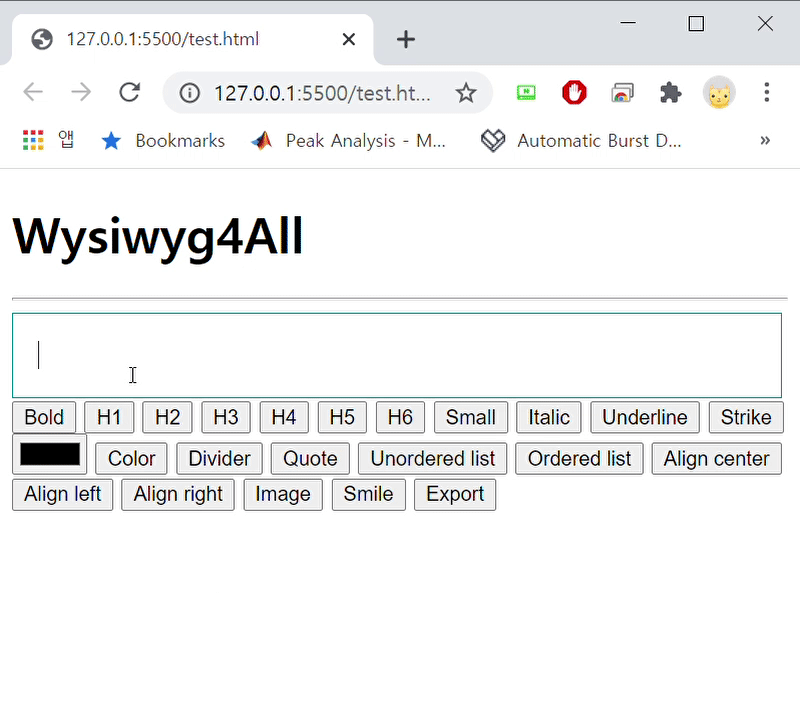 127.0.0.1:5500/test.html
127.0.0.1:5500/test.ht...
앱 Bookmarks Peak Analysis - M... Automatic Burst D... »
Wysiwyg4All
Bold H1 H2 H3 H4 H5 H6 Small Italic Underline Strike
Color Divider Quote Unordered list Ordered list Align center
Align left Align right Image Smile Export